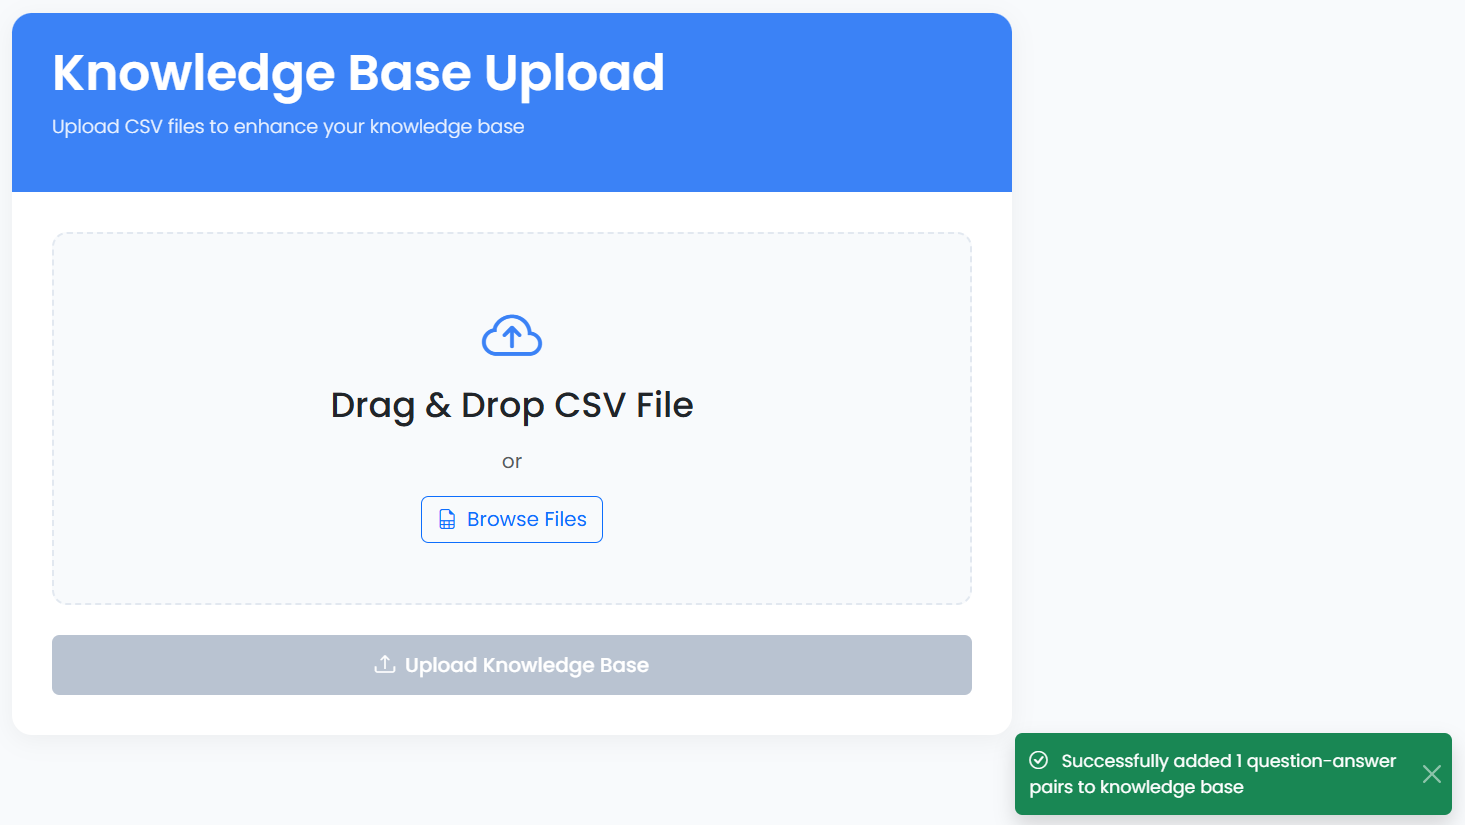 Knowledge Base Upload
Upload CSV files to enhance your knowledge base
Drag & Drop CSV File
or
Browse Files
Upload Knowledge Base
Successfully added 1 question-answer
pairs to knowledge base